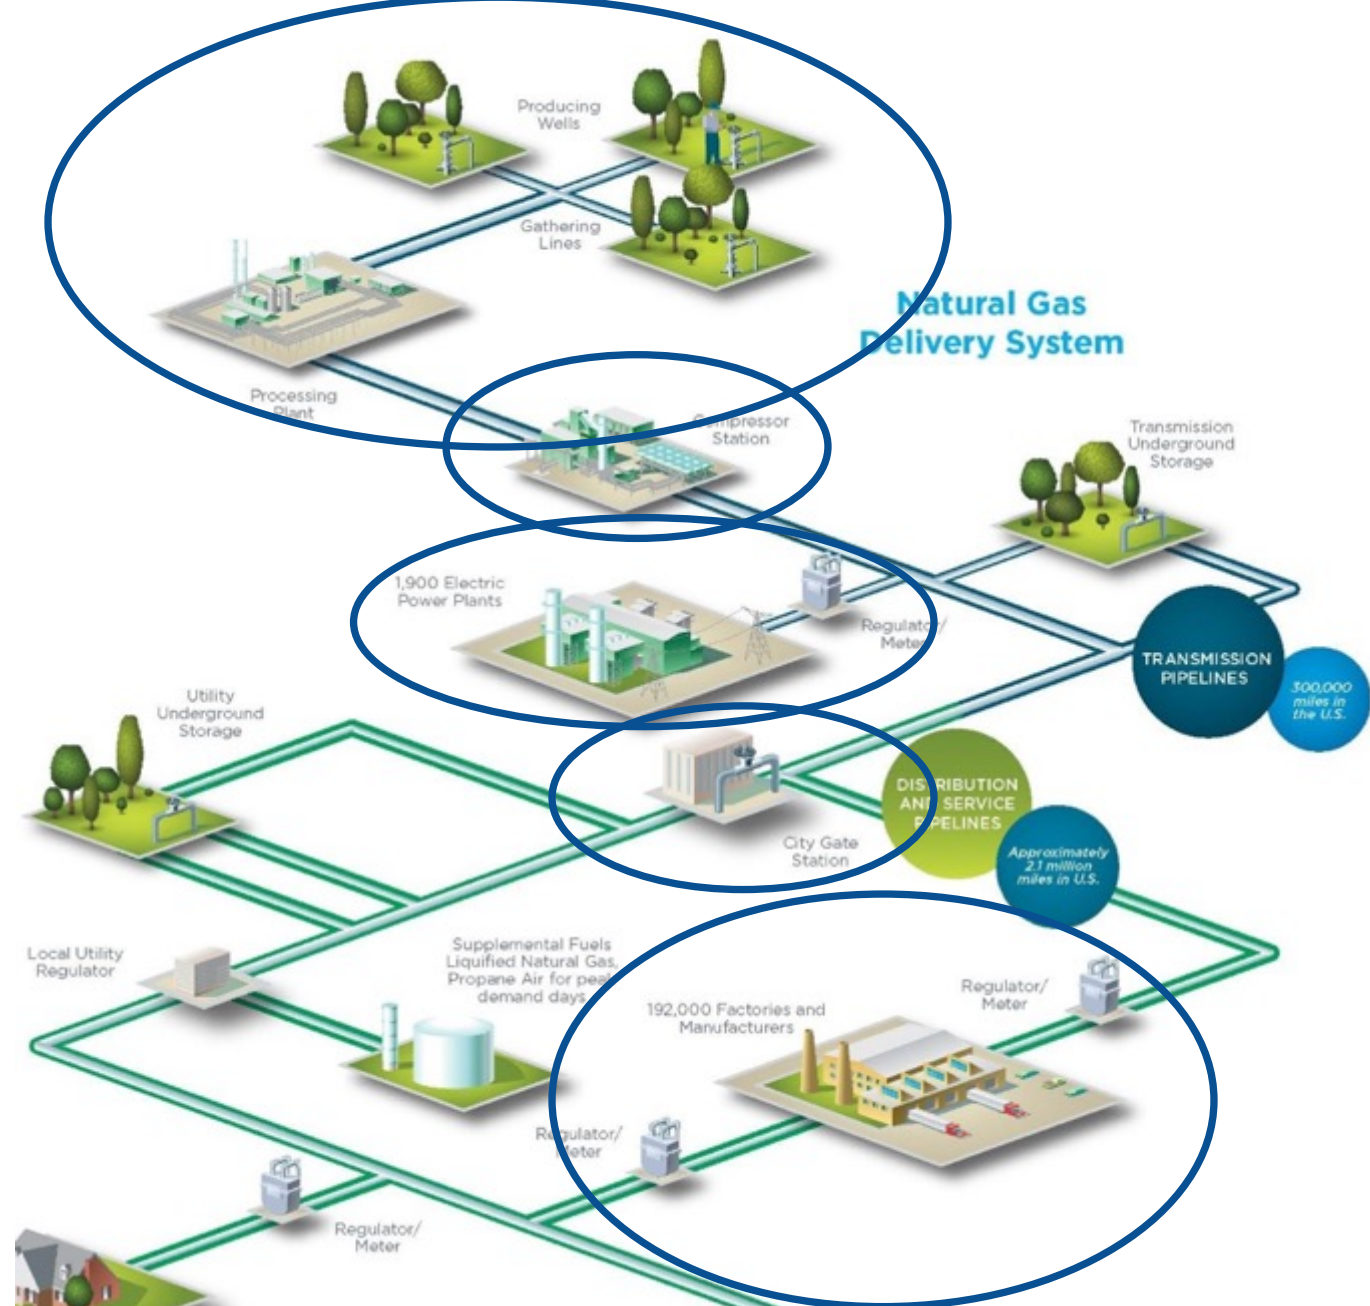 Producing
Wells
Gathering
Lines
Natural Gas
Delivery System
Processing
Plant
Compressor
Station
Transmission
Underground
Storage
1,900 Electric
Power Plants
Regulator/
Meter
TRANSMISSION
PIPELINES
300,000
miles in
the U.S.
Utility
Underground
Storage
DISTRIBUTION
AND SERVICE
PIPELINES
City Gate
Station
Approximately
2.1 million
miles in U.S.
Local Utility
Regulator
Supplemental Fuels
Liquified Natural Gas,
Propane Air for peak
demand days
192,000 Factories and
Manufacturers
Regulator/
Meter
Regulator/
Meter
Regulator/
Meter